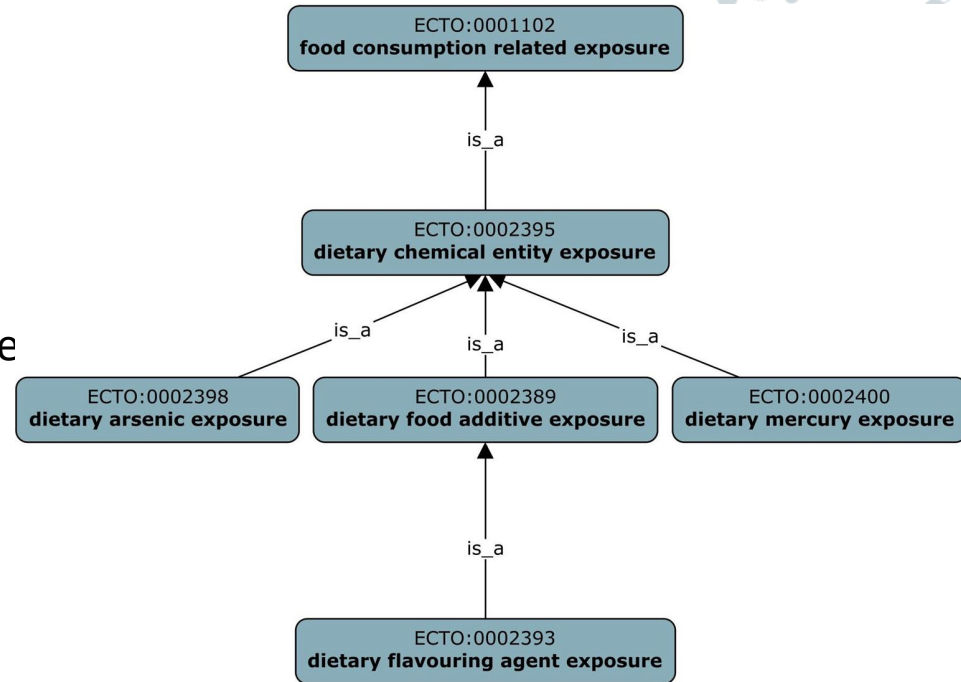 ECTO:0001102
food consumption related exposure
is_a
ECTO:0002395
dietary chemical entity exposure
is_a
is_a
is_a
e
ECTO:0002398
dietary arsenic exposure
ECTO:0002389
dietary food additive exposure
ECTO:0002400
dietary mercury exposure
is_a
ECTO:0002393
dietary flavouring agent exposure